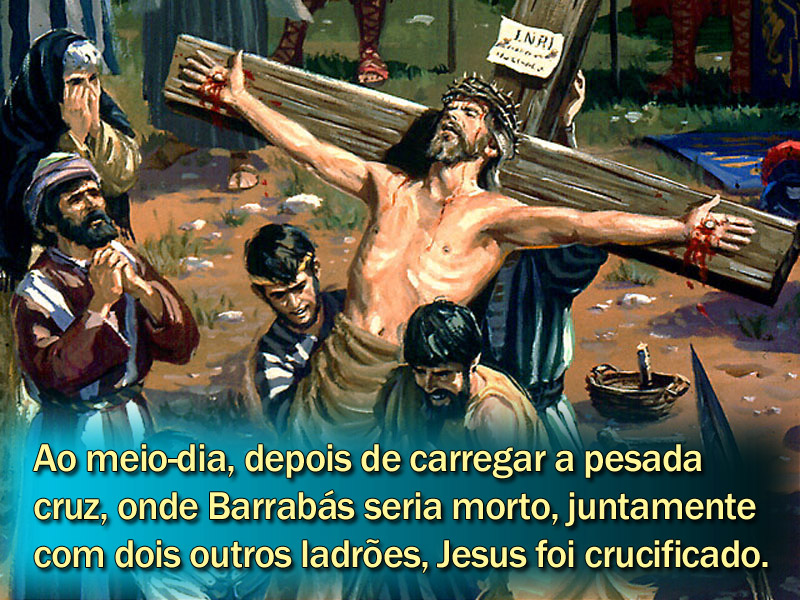 I.N.R.I
Ao meio-dia, depois de carregar a pesada
cruz, onde Barrabás seria morto, juntamente
com dois outros ladrões, Jesus foi crucificado.